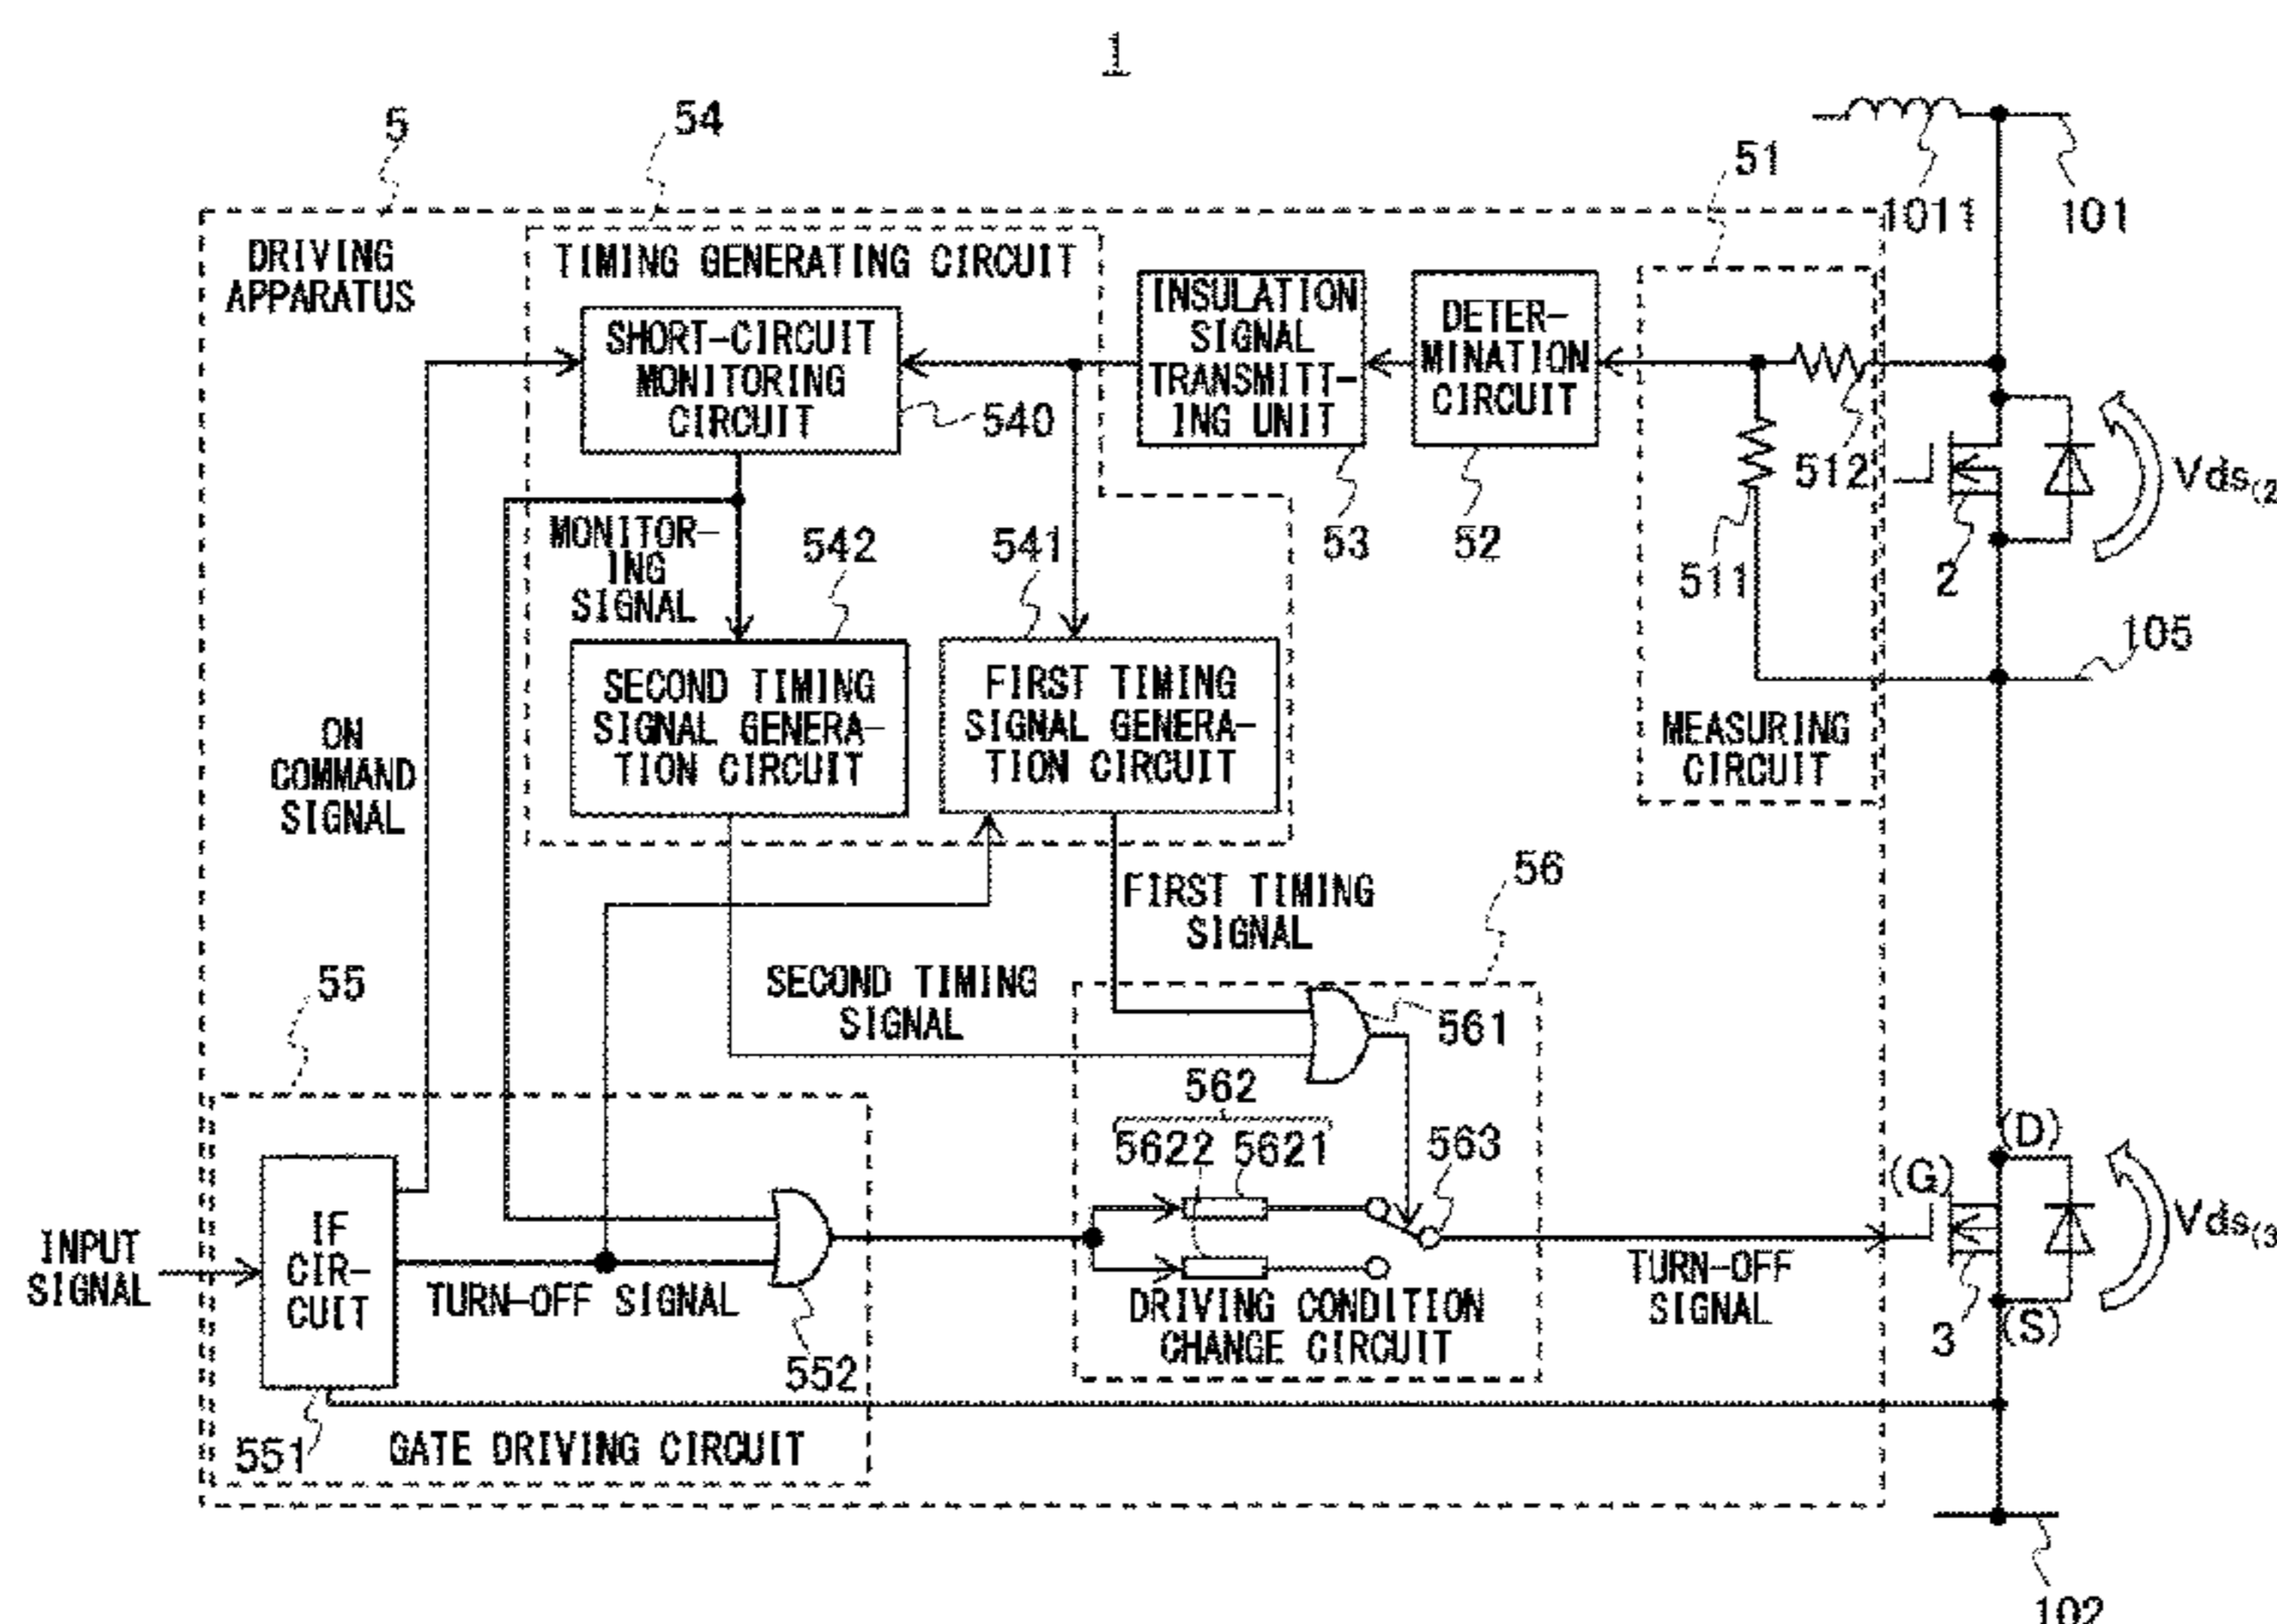 1
5
54
51
1011
101
DRIVING
APPARATUS
TIMING GENERATING CIRCUIT
SHORT-CIRCUIT
MONITORING
CIRCUIT
540
INSULATION
SIGNAL
TRANSMITT-
ING UNIT
53
DETER-
MINATION
CIRCUIT
52
512
511
2
Vds(2
105
MEASURING
CIRCUIT
MONITOR-
ING
SIGNAL
542
541
SECOND TIMING
SIGNAL GENERA-
TION CIRCUIT
FIRST TIMING
SIGNAL GENERA-
TION CIRCUIT
ON
COMMAND
SIGNAL
FIRST TIMING
SIGNAL
56
SECOND TIMING
SIGNAL
561
55
562
5622 5621
563
(D)
(G)
Vds(3
(S)
3
INPUT
SIGNAL
IF
CIR-
CUIT
TURN-OFF SIGNAL
552
DRIVING CONDITION
CHANGE CIRCUIT
TURN-OFF
SIGNAL
551
GATE DRIVING CIRCUIT
102